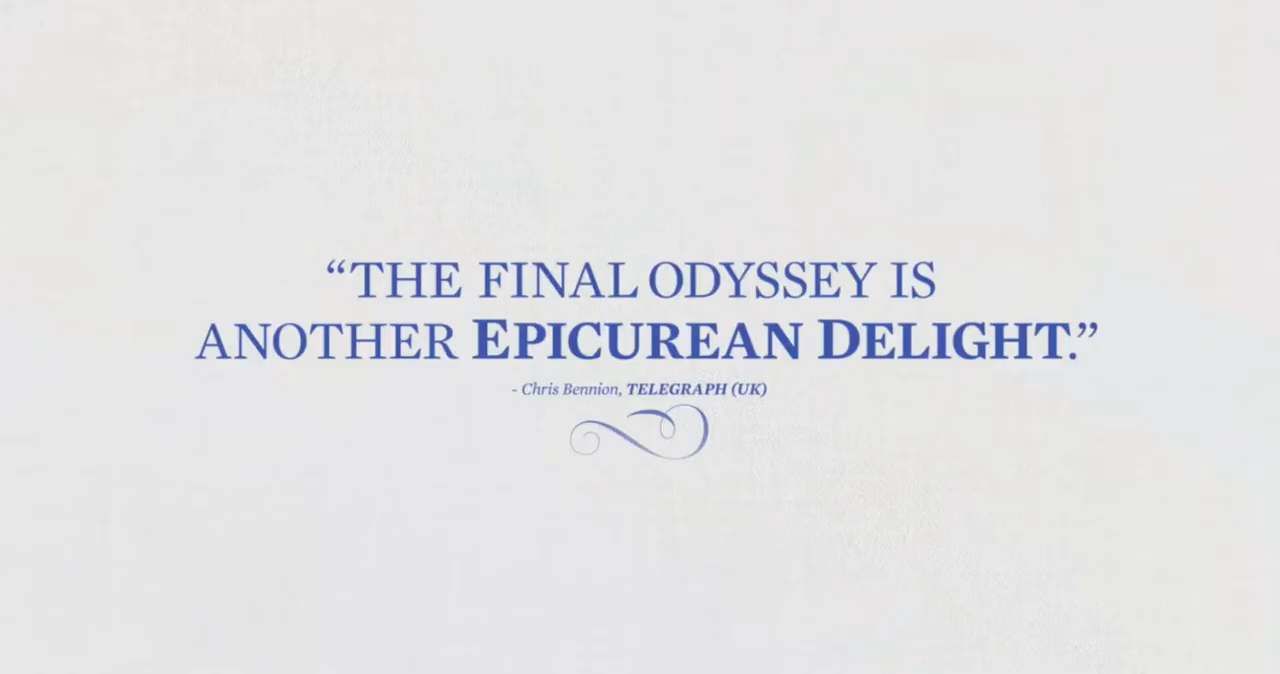 “THE FINAL ODYSSEY IS
ANOTHER EPICUREAN DELIGHT.”
- Chris Bennion, TELEGRAPH (UK)